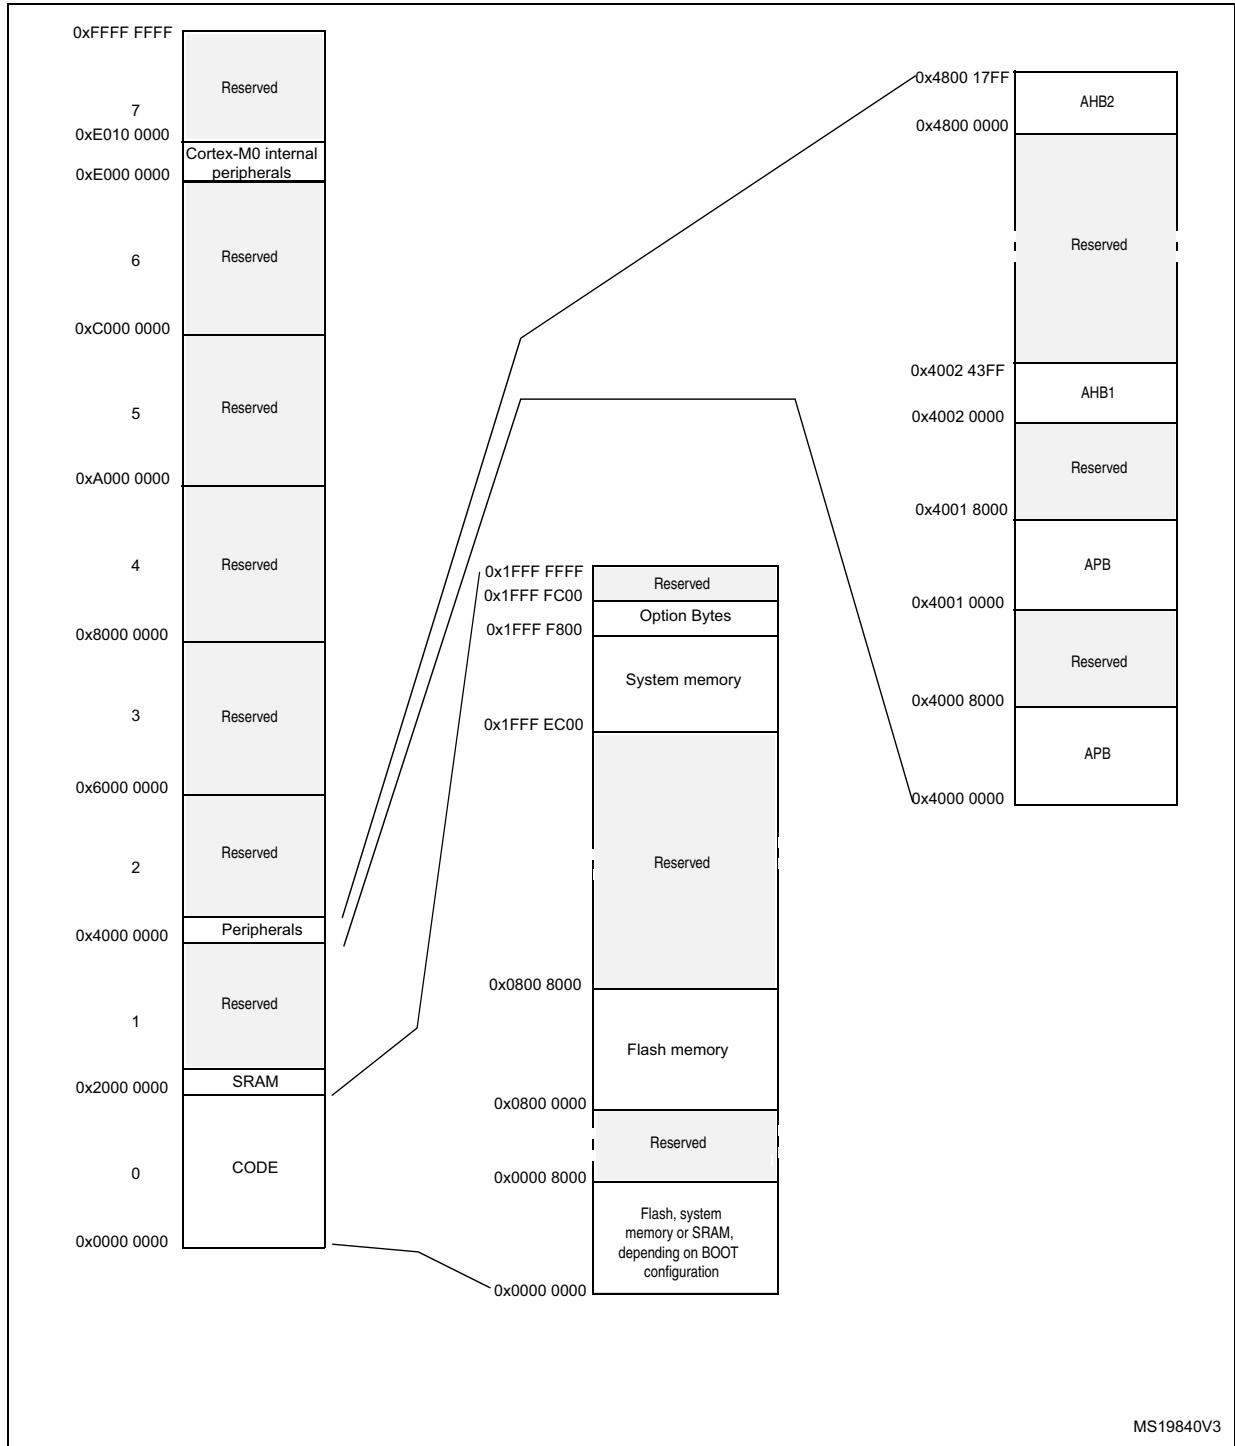 0xFFFF FFFF
Reserved
7
0xE010 0000
Cortex-M0 internal
peripherals
0xE000 0000
Reserved
6
0xC000 0000
Reserved
5
0xA000 0000
Reserved
4
0x8000 0000
Reserved
3
0x6000 0000
Reserved
2
Peripherals
0x4000 0000
Reserved
1
SRAM
0x2000 0000
CODE
0
0x0000 0000
0x1FFF FFFF
Reserved
0x1FFF FC00
Option Bytes
0x1FFF F800
System memory
0x1FFF EC00
Reserved
0x0800 8000
Flash memory
0x0800 0000
Reserved
0x0000 8000
Flash, system
memory or SRAM,
depending on BOOT
configuration
0x0000 0000
0x4800 17FF
AHB2
0x4800 0000
Reserved
0x4002 43FF
AHB1
0x4002 0000
Reserved
0x4001 8000
APB
0x4001 0000
Reserved
0x4000 8000
APB
0x4000 0000
MS19840V3